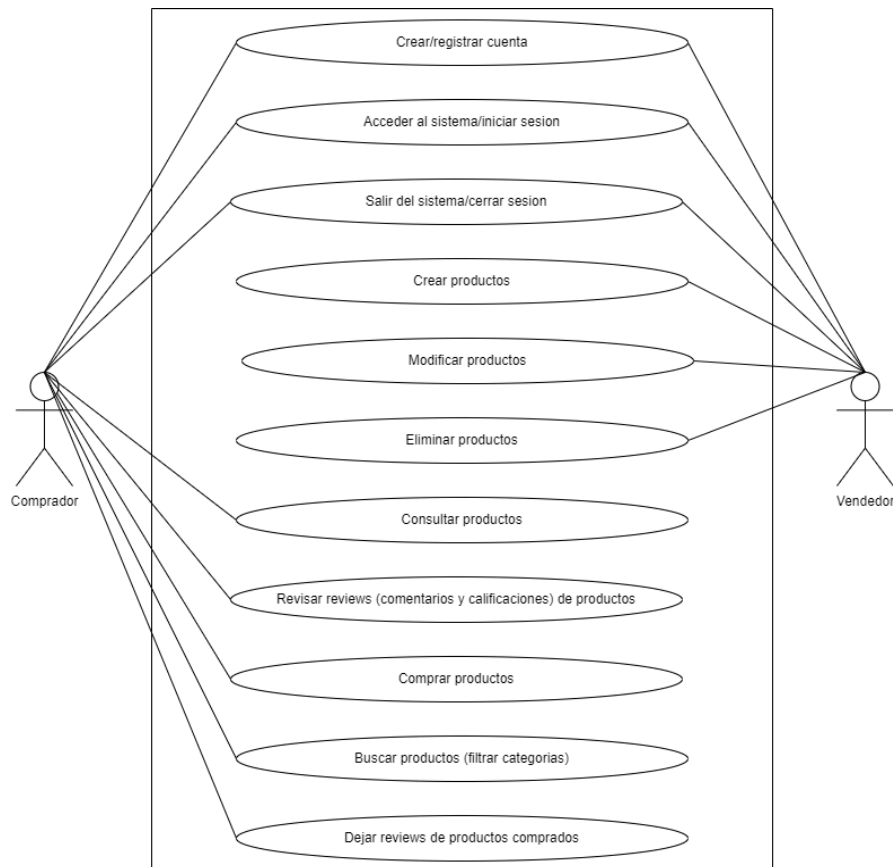 Crear/registrar cuenta
Acceder al sistema/iniciar sesion
Salir del sistema/cerrar sesion
Crear productos
Modificar productos
Eliminar productos
Comprador
Vendedor
Consultar productos
Revisar reviews (comentarios y calificaciones) de productos
Comprar productos
Buscar productos (filtrar categorias)
Dejar reviews de productos comprados